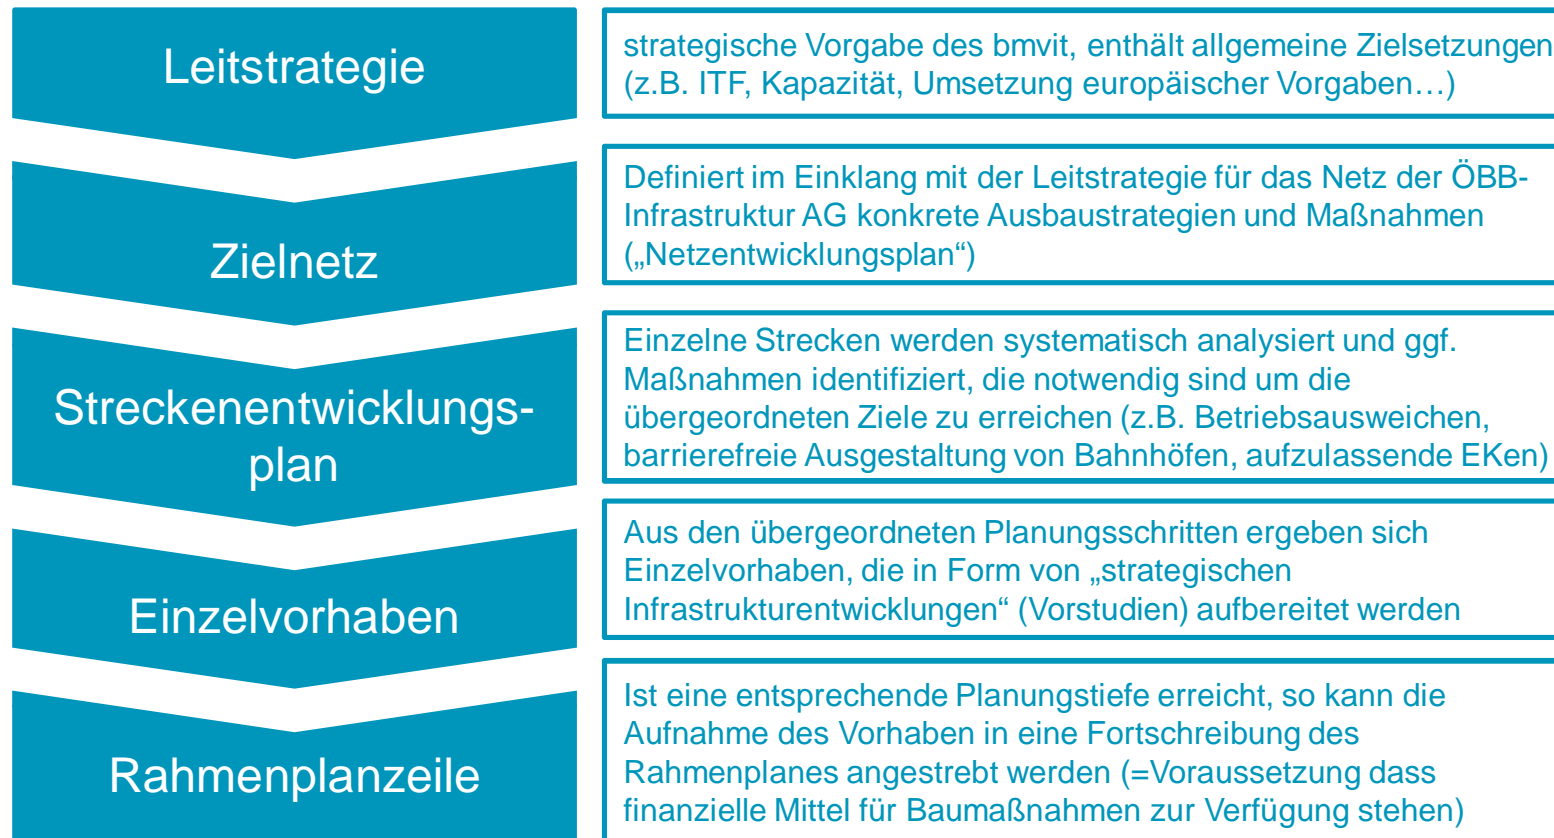 Leitstrategie
strategische Vorgabe des bmvit, enthält allgemeine Zielsetzungen
(z.B. ITF, Kapazität, Umsetzung europäischer Vorgaben…)
Zielnetz
Definiert im Einklang mit der Leitstrategie für das Netz der ÖBB-
Infrastruktur AG konkrete Ausbaustrategien und Maßnahmen
(„Netzentwicklungsplan“)
Streckenentwicklungs-
plan
Einzelne Strecken werden systematisch analysiert und ggf.
Maßnahmen identifiziert, die notwendig sind um die
übergeordneten Ziele zu erreichen (z.B. Betriebsausweichen,
barrierefreie Ausgestaltung von Bahnhöfen, aufzulassende EKen)
Einzelvorhaben
Aus den übergeordneten Planungsschritten ergeben sich
Einzelvorhaben, die in Form von „strategischen
Infrastrukturentwicklungen“ (Vorstudien) aufbereitet werden
Rahmenplanzeile
Ist eine entsprechende Planungstiefe erreicht, so kann die
Aufnahme des Vorhaben in eine Fortschreibung des
Rahmenplanes angestrebt werden (=Voraussetzung dass
finanzielle Mittel für Baumaßnahmen zur Verfügung stehen)